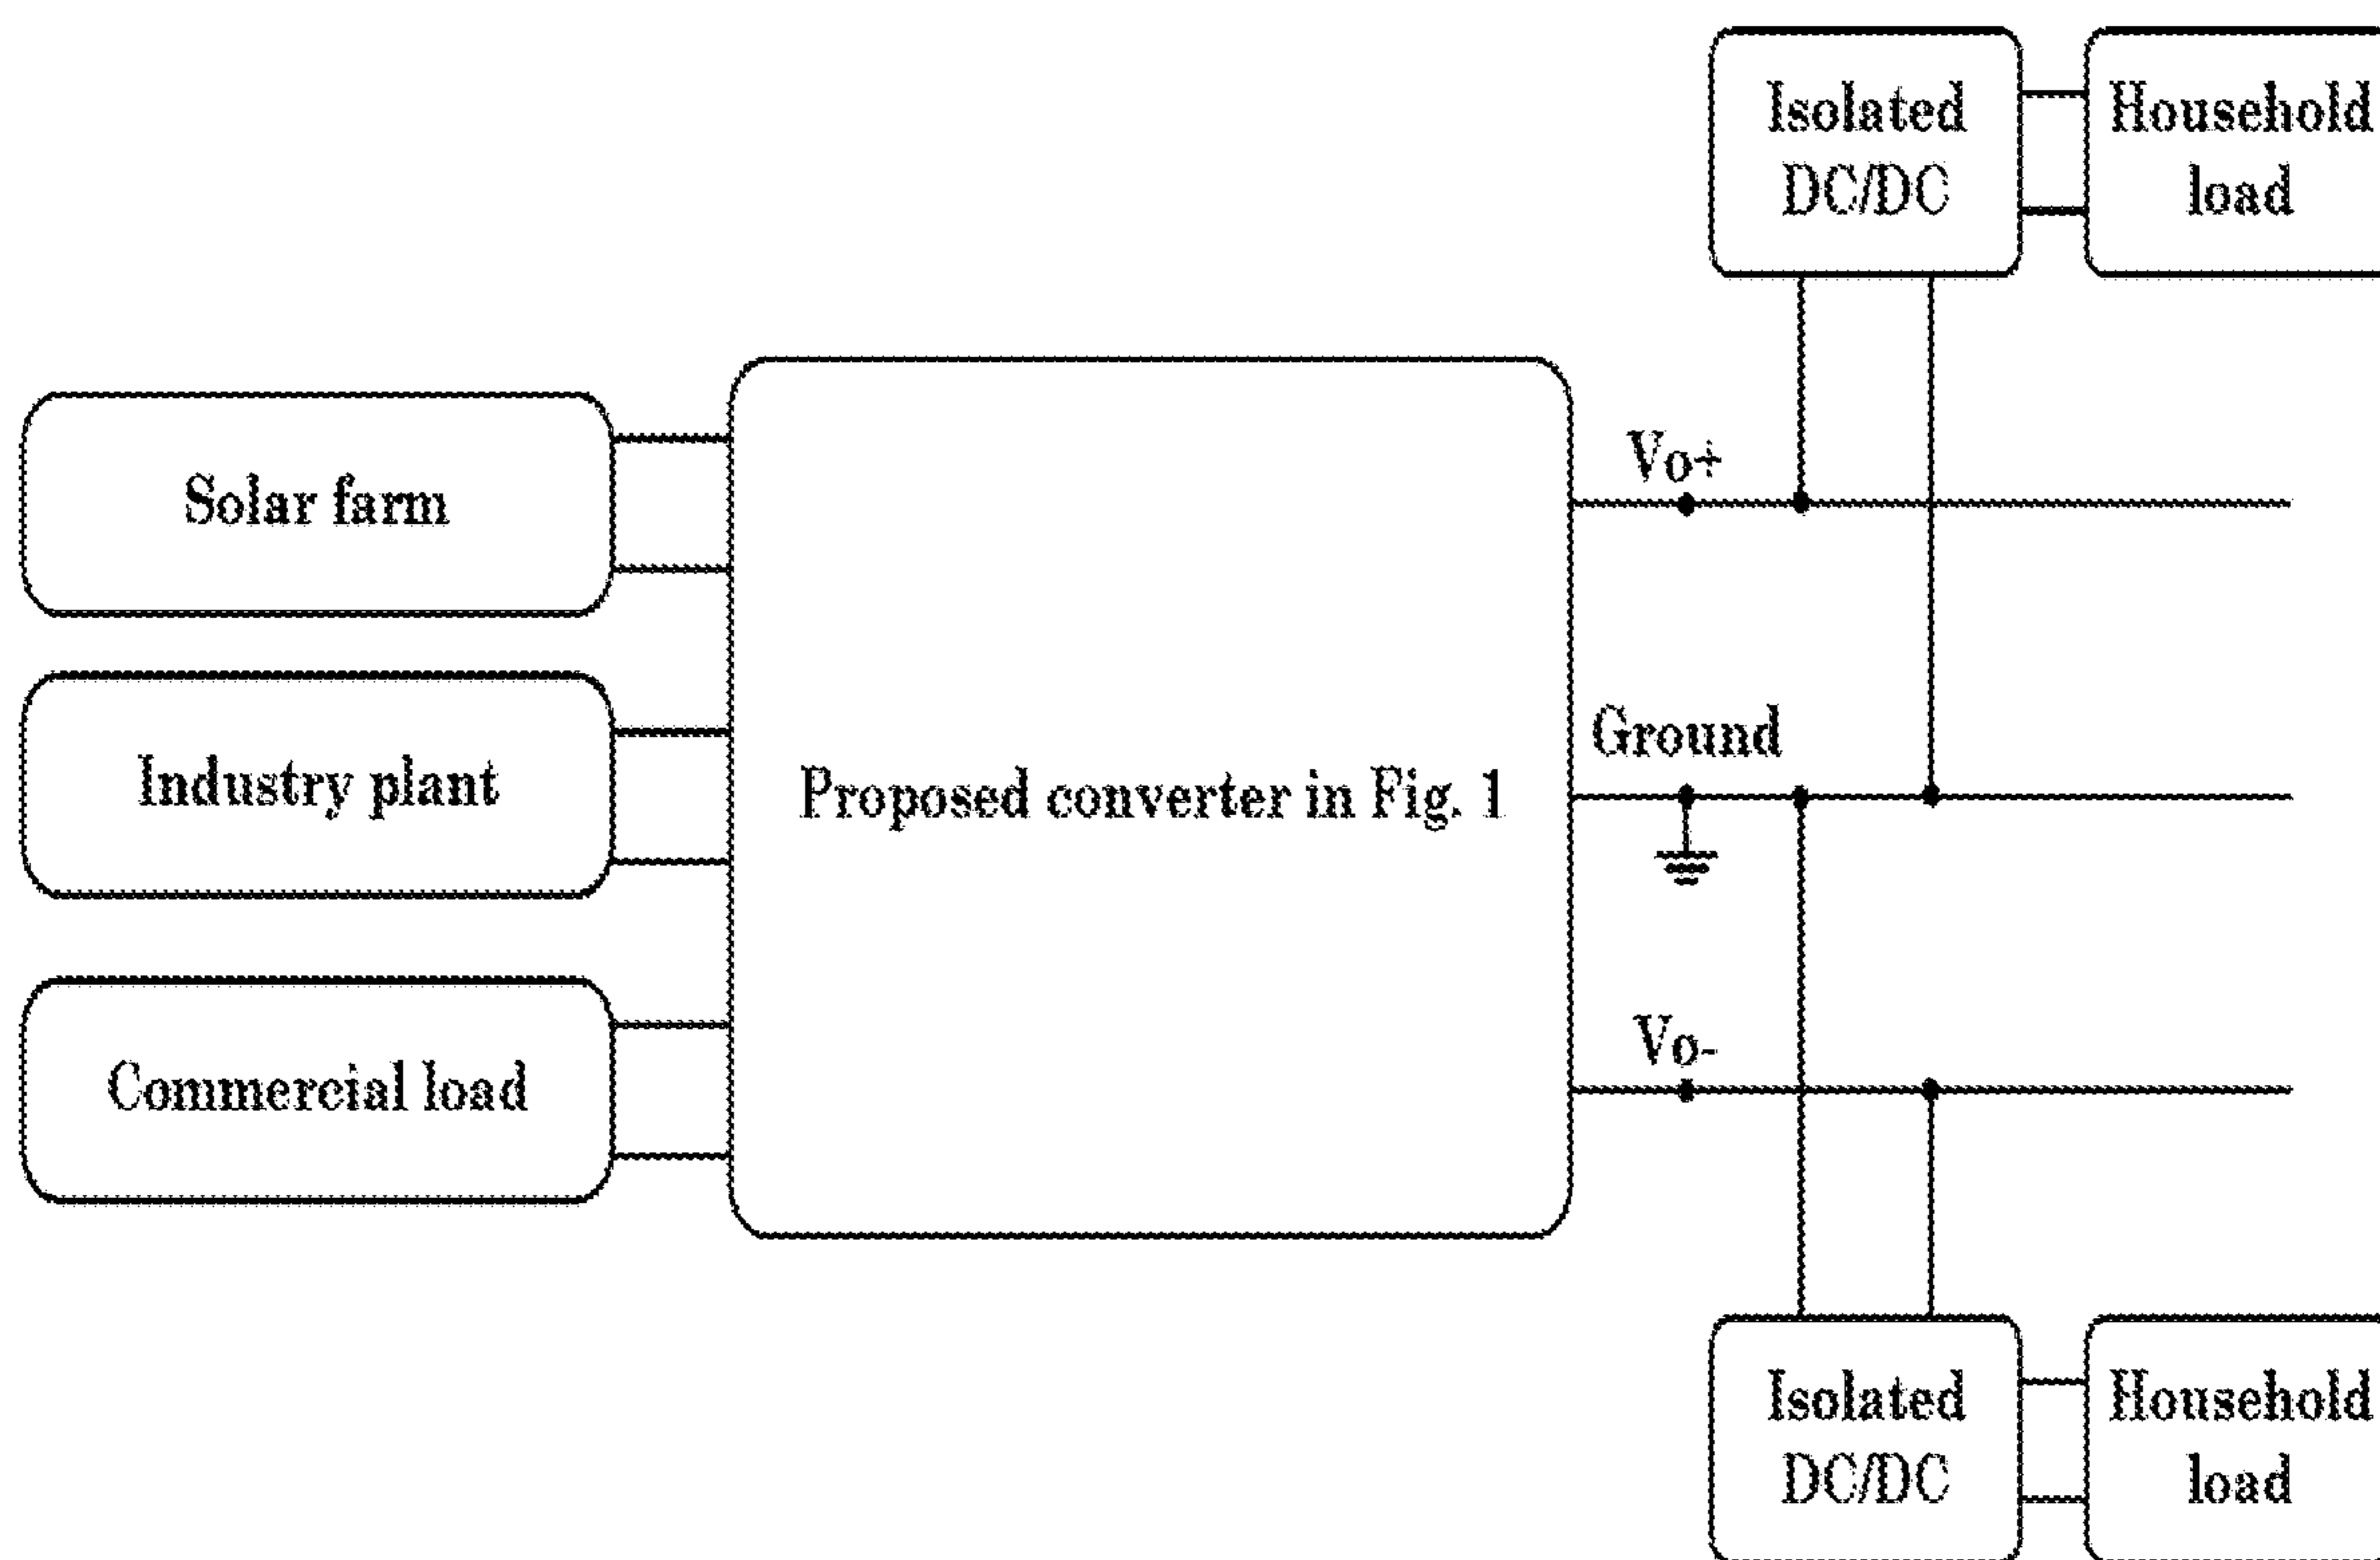 Isolated
DC/DC
Household
load
Solar farm
Industry plant
Commercial load
Proposed converter in Fig. 1
Vo+
Ground
Vo-
Isolated
DC/DC
Household
load